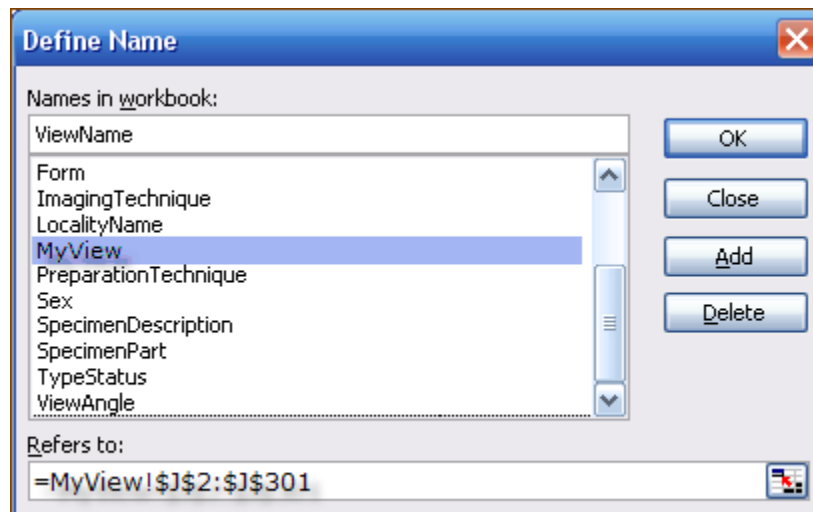 Define Name
Names in workbook:
ViewName
OK
Form
ImagingTechnique
LocalityName
MyView
PreparationTechnique
Sex
SpecimenDescription
SpecimenPart
TypeStatus
ViewAngle
Close
Add
Delete
Refers to:
=MyView!$J$2:$J$301